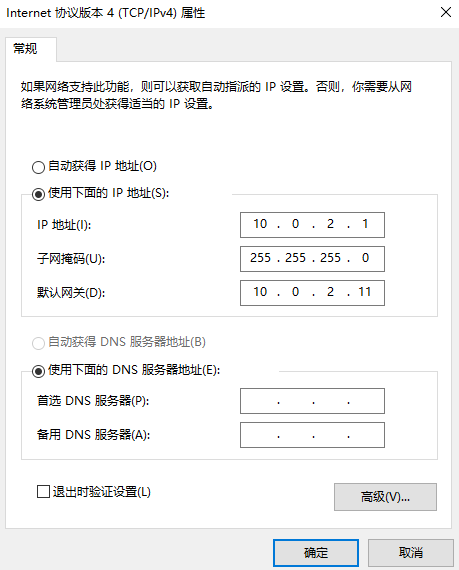 Internet 协议版本 4 (TCP/IPv4) 属性
常规
如果网络支持此功能，则可以获取自动指派的 IP 设置。否则，你需要从网
络系统管理员处获得适当的 IP 设置。
自动获得 IP 地址(O)
使用下面的 IP 地址(S):
IP 地址(I): 10 . 0 . 2 . 1
子网掩码(U): 255 . 255 . 255 . 0
默认网关(D): 10 . 0 . 2 . 11
自动获得 DNS 服务器地址(B)
使用下面的 DNS 服务器地址(E):
首选 DNS 服务器(P): . . .
备用 DNS 服务器(A): . . .
退出时验证设置(L)
高级(V)...
确定 取消